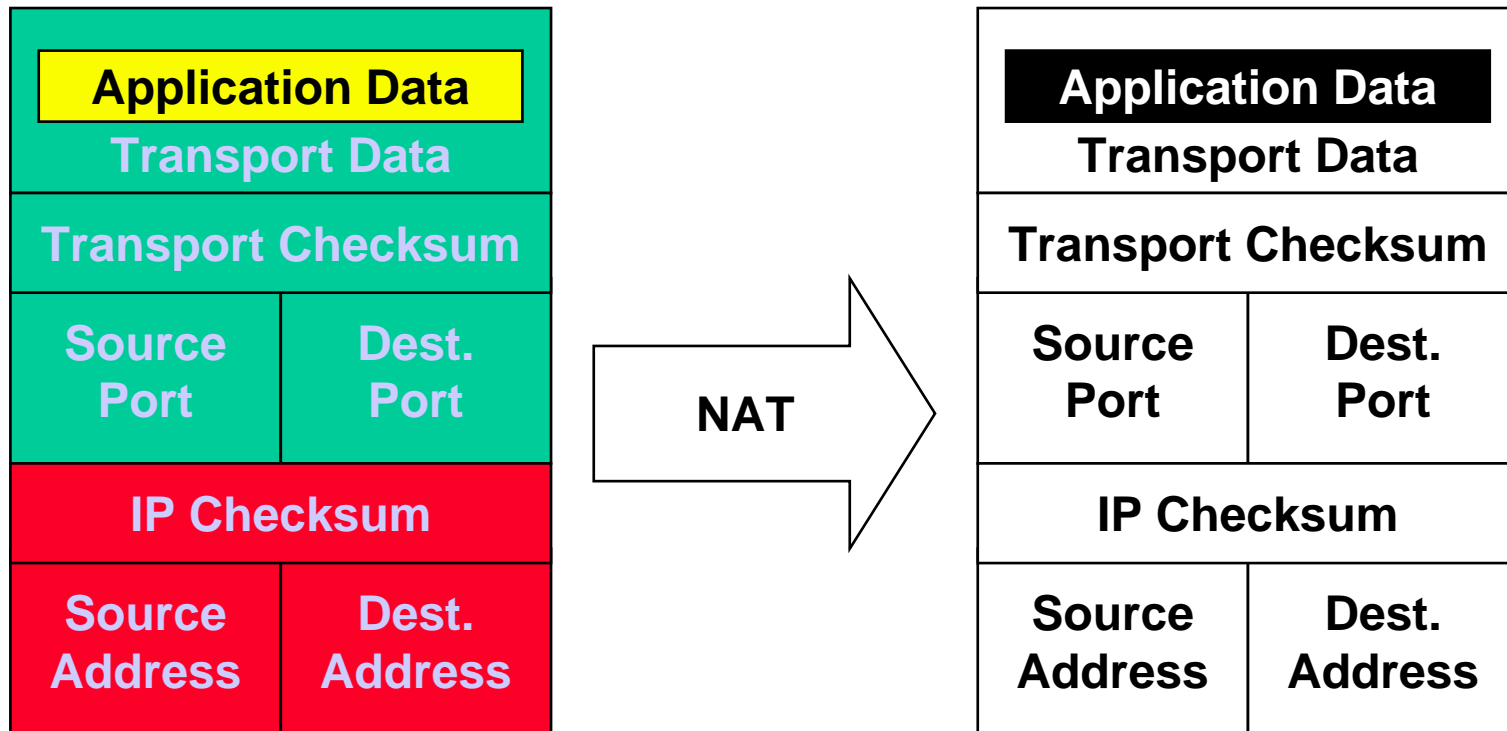 Application Data
Transport Data
Transport Checksum
Source
Port
Dest.
Port
IP Checksum
Source
Address
Dest.
Address
NAT
Application Data
Transport Data
Transport Checksum
Source
Port
Dest.
Port
IP Checksum
Source
Address
Dest.
Address